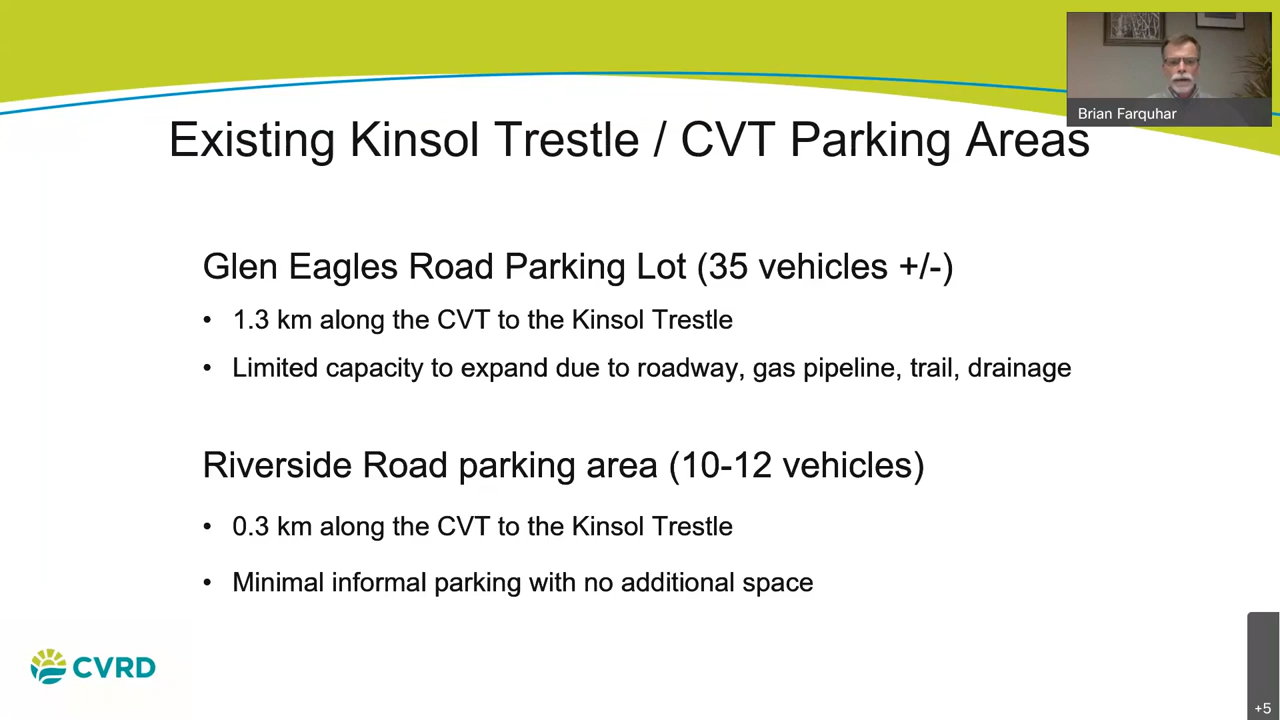 Brian Farquhar
Existing Kinsol Trestle / CVT Parking Areas
Glen Eagles Road Parking Lot (35 vehicles +/-)
• 1.3 km along the CVT to the Kinsol Trestle
• Limited capacity to expand due to roadway, gas pipeline, trail, drainage
Riverside Road parking area (10-12 vehicles)
• 0.3 km along the CVT to the Kinsol Trestle
• Minimal informal parking with no additional space
CVRD
+5